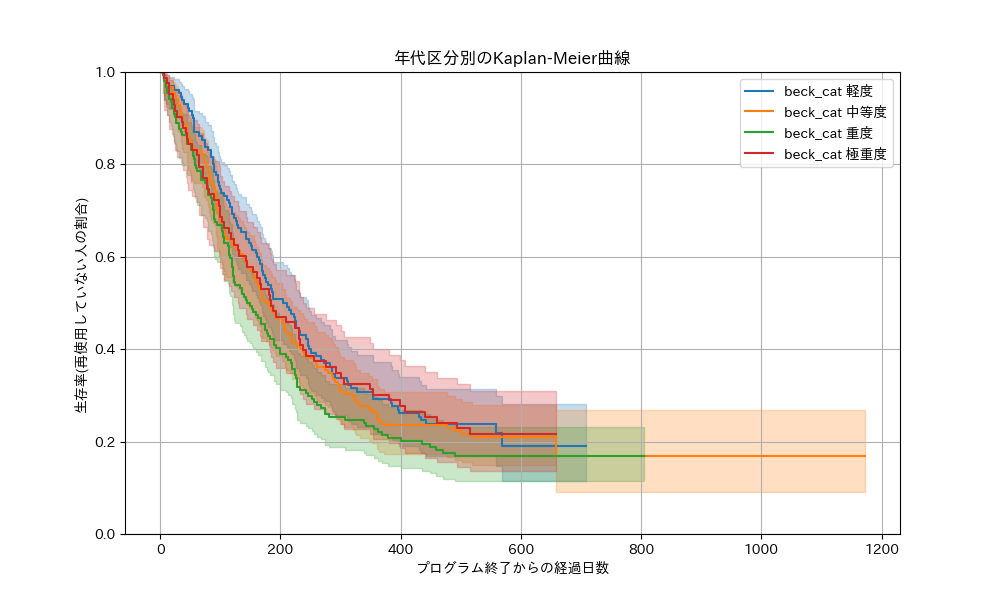 年代区分別のKaplan-Meier曲線
beck_cat 軽度
beck_cat 中等度
beck_cat 重度
beck_cat 極重度
生存率(再使用していない人の割合)
1.0
0.8
0.6
0.4
0.2
0.0
0 200 400 600 800 1000 1200
プログラム終了からの経過日数